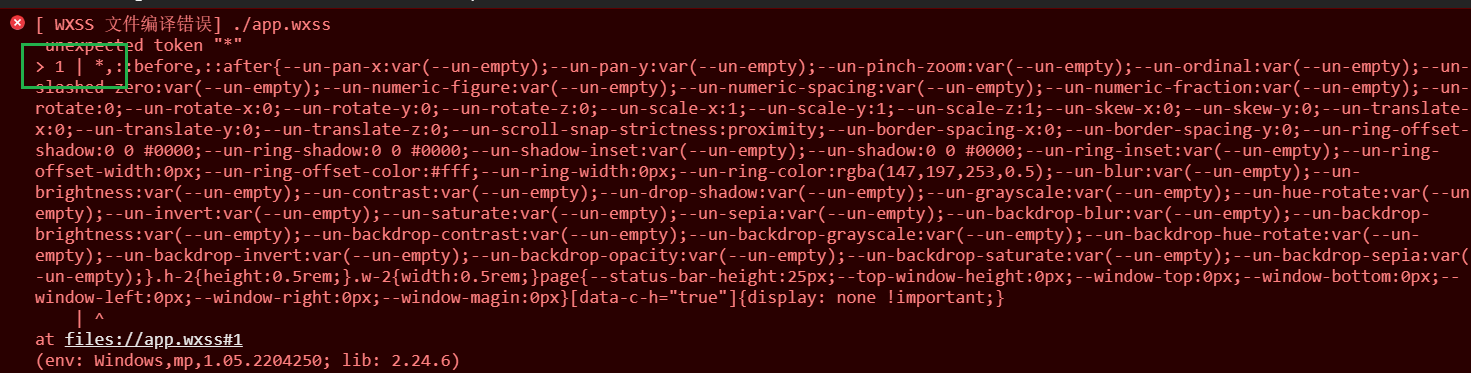 [ WXSS 文件编译错误] ./app.wxss
unexpected token "*"
> 1 | *,::before,::after{--un-pan-x:var(--un-empty);--un-pan-y:var(--un-empty);--un-pinch-zoom:var(--un-empty);--un-ordinal:var(--un-empty);--un-
slashed-zero:var(--un-empty);--un-numeric-figure:var(--un-empty);--un-numeric-spacing:var(--un-empty);--un-numeric-fraction:var(--un-empty);--un-
rotate:0;--un-rotate-x:0;--un-rotate-y:0;--un-rotate-z:0;--un-scale-x:1;--un-scale-y:1;--un-scale-z:1;--un-skew-x:0;--un-skew-y:0;--un-translate-
x:0;--un-translate-y:0;--un-translate-z:0;--un-scroll-snap-strictness:proximity;--un-border-spacing-x:0;--un-border-spacing-y:0;--un-ring-offset-
shadow:0 0 #0000;--un-ring-shadow:0 0 #0000;--un-shadow-inset:var(--un-empty);--un-shadow:0 0 #0000;--un-ring-inset:var(--un-empty);--un-ring-
offset-width:0px;--un-ring-offset-color:#fff;--un-ring-width:0px;--un-ring-color:rgba(147,197,253,0.5);--un-blur:var(--un-empty);--un-
brightness:var(--un-empty);--un-contrast:var(--un-empty);--un-drop-shadow:var(--un-empty);--un-grayscale:var(--un-empty);--un-hue-rotate:var(--un-
empty);--un-invert:var(--un-empty);--un-saturate:var(--un-empty);--un-sepia:var(--un-empty);--un-backdrop-blur:var(--un-empty);--un-backdrop-
brightness:var(--un-empty);--un-backdrop-contrast:var(--un-empty);--un-backdrop-grayscale:var(--un-empty);--un-backdrop-hue-rotate:var(--un-
empty);--un-backdrop-invert:var(--un-empty);--un-backdrop-opacity:var(--un-empty);--un-backdrop-saturate:var(--un-empty);--un-backdrop-sepia:var(-
-un-empty);}.h-2{height:0.5rem;}.w-2{width:0.5rem;}page{--status-bar-height:25px;--top-window-height:0px;--window-top:0px;--window-bottom:0px;--
window-left:0px;--window-right:0px;--window-magin:0px}[data-c-h="true"]{display: none !important;}
| ^
at files://app.wxss#1
(env: Windows,mp,1.05.2204250; lib: 2.24.6)